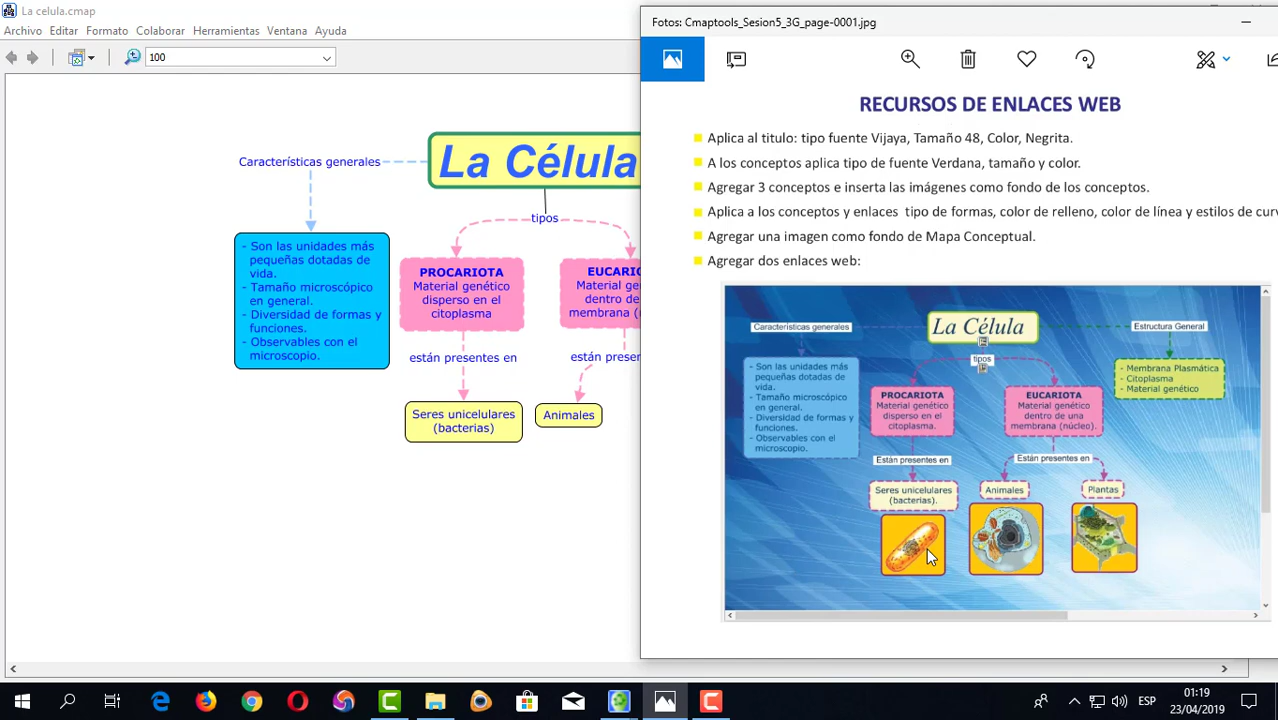 La celula.cmap
Archivo Editar Formato Colaborar Herramientas Ventana Ayuda
100
La Célula
Características generales
tipos
- Son las unidades más
pequeñas dotadas de
vida.
- Tamaño microscópico
en general.
- Diversidad de formas y
funciones.
- Observables con el
microscopio.
PROCARIOTA
Material genético
disperso en el
citoplasma
EUCARIO
Material ge
dentro de
membrana (
están presentes en
están preser
Seres unicelulares
(bacterias)
Animales
Fotos: Cmaptools_Sesion5_3G_page-0001.jpg
RECURSOS DE ENLACES WEB
Aplica al titulo: tipo fuente Vijaya, Tamaño 48, Color, Negrita.
A los conceptos aplica tipo de fuente Verdana, tamaño y color.
Agregar 3 conceptos e inserta las imágenes como fondo de los conceptos.
Aplica a los conceptos y enlaces tipo de formas, color de relleno, color de línea y estilos de curv
Agregar una imagen como fondo de Mapa Conceptual.
Agregar dos enlaces web:
Características generales
La Célula
Estructura General
tipos
- Son las unidades más
pequeñas dotadas de
vida.
- Tamaño microscópico
en general.
- Diversidad de formas y
funciones.
- Observables con el
microscopio.
PROCARIOTA
Material genético
disperso en el
citoplasma.
EUCARIOTA
Material genético
dentro de una
membrana (núcleo).
- Membrana Plasmática
- Citoplasma
- Material genético
Están presentes en
Están presentes en
Seres unicelulares
(bacterias).
Animales
Plantas
ESP
01:19
23/04/2019